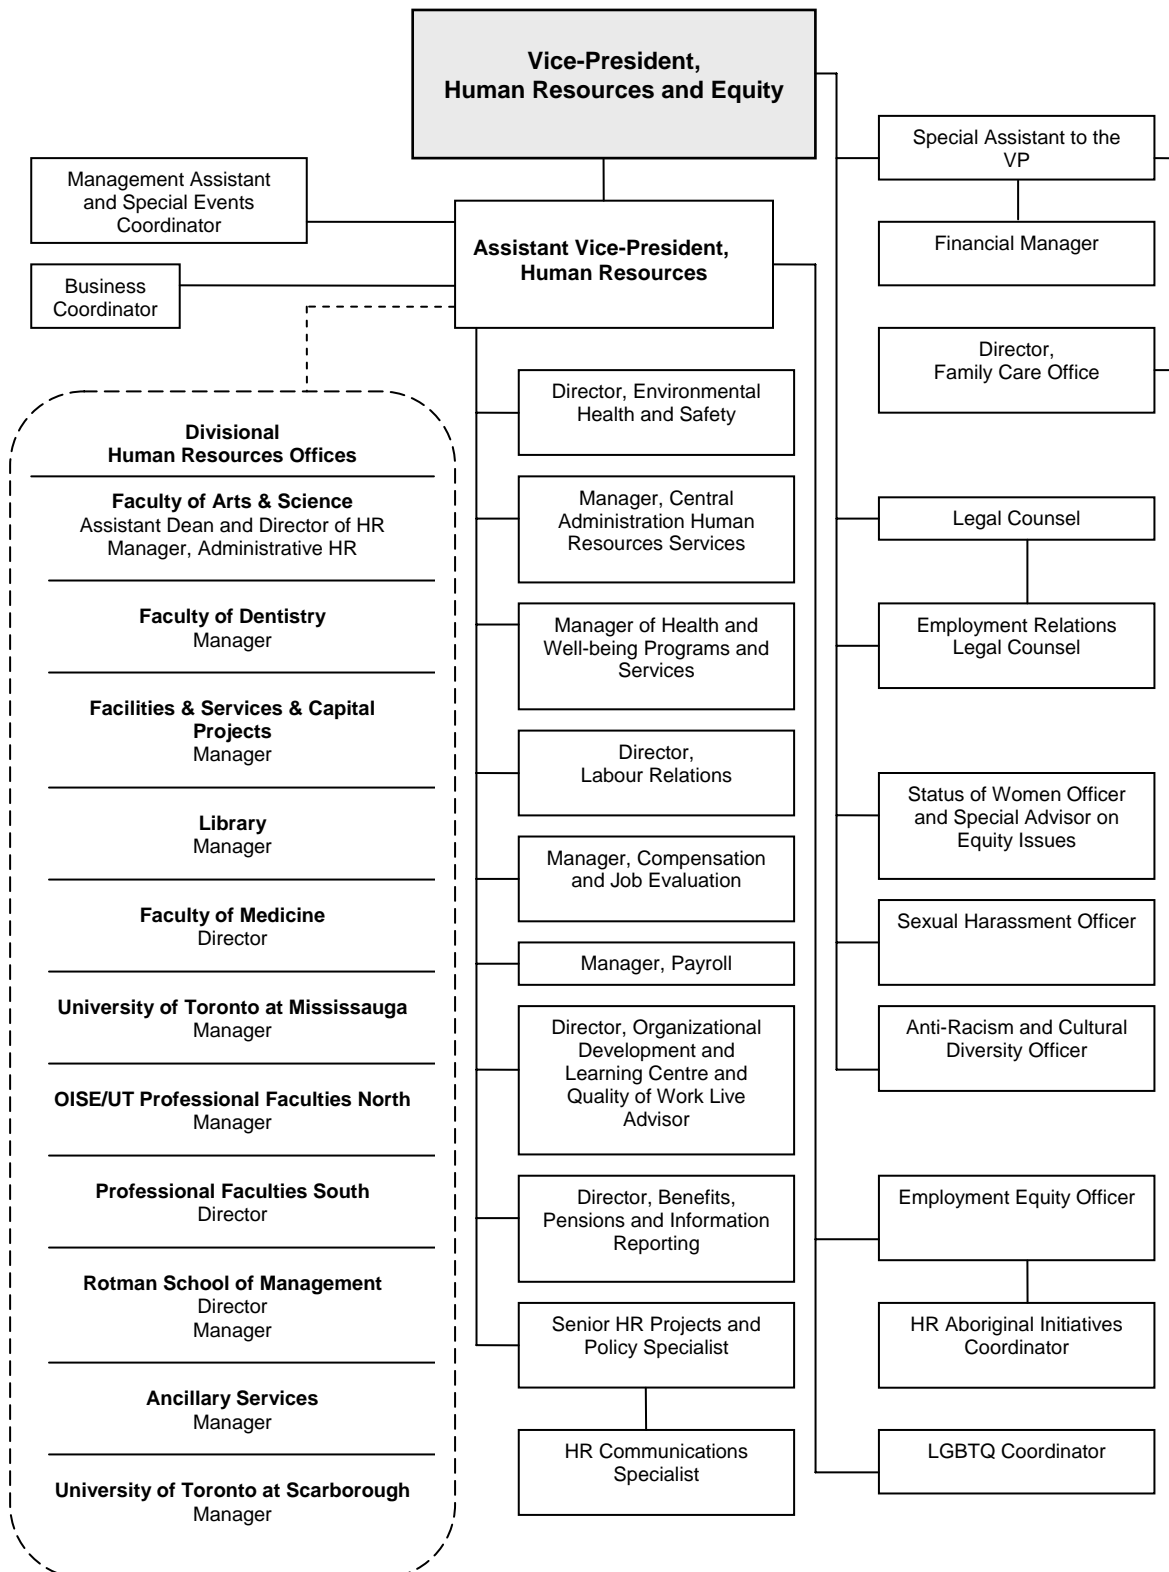 Vice-President,
Human Resources and Equity
Management Assistant
and Special Events
Coordinator
Business
Coordinator
Assistant Vice-President,
Human Resources
Divisional
Human Resources Offices
Faculty of Arts & Science
Assistant Dean and Director of HR
Manager, Administrative HR
Faculty of Dentistry
Manager
Facilities & Services & Capital
Projects
Manager
Library
Manager
Faculty of Medicine
Director
University of Toronto at Mississauga
Manager
OISE/UT Professional Faculties North
Manager
Professional Faculties South
Director
Rotman School of Management
Director
Manager
Ancillary Services
Manager
University of Toronto at Scarborough
Manager
Director, Environmental
Health and Safety
Manager, Central
Administration Human
Resources Services
Manager of Health and
Well-being Programs and
Services
Director,
Labour Relations
Manager, Compensation
and Job Evaluation
Manager, Payroll
Director, Organizational
Development and
Learning Centre and
Quality of Work Live
Advisor
Director, Benefits,
Pensions and Information
Reporting
Senior HR Projects and
Policy Specialist
HR Communications
Specialist
Special Assistant to the
VP
Financial Manager
Director,
Family Care Office
Legal Counsel
Employment Relations
Legal Counsel
Status of Women Officer
and Special Advisor on
Equity Issues
Sexual Harassment Officer
Anti-Racism and Cultural
Diversity Officer
Employment Equity Officer
HR Aboriginal Initiatives
Coordinator
LGBTQ Coordinator